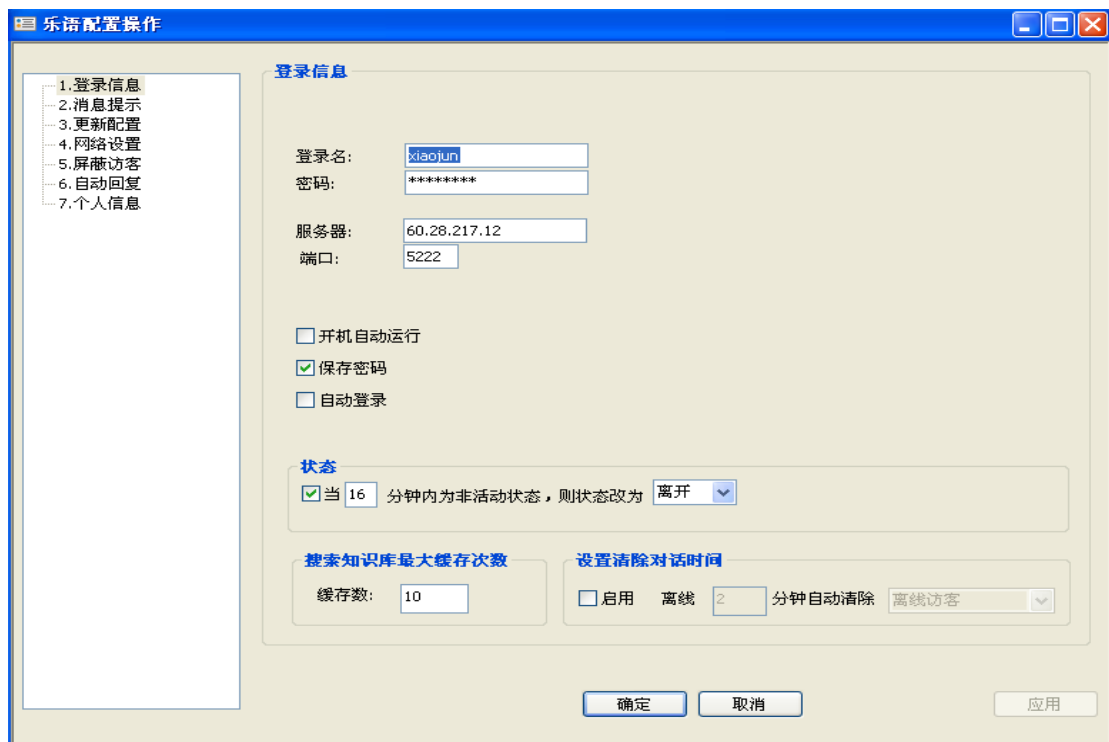 乐语配置操作
1.登录信息
2.消息提示
3.更新配置
4.网络设置
5.屏蔽访客
6.自动回复
7.个人信息
登录信息
登录名: xiaojun
密码: ********
服务器: 60.28.217.12
端口: 5222
开机自动运行
保存密码
自动登录
状态
当 16 分钟内为非活动状态，则状态改为 离开
搜索知识库最大缓存次数
缓存数: 10
设置清除对话时间
启用 离线 2 分钟自动清除 离线访客
确定 取消 应用